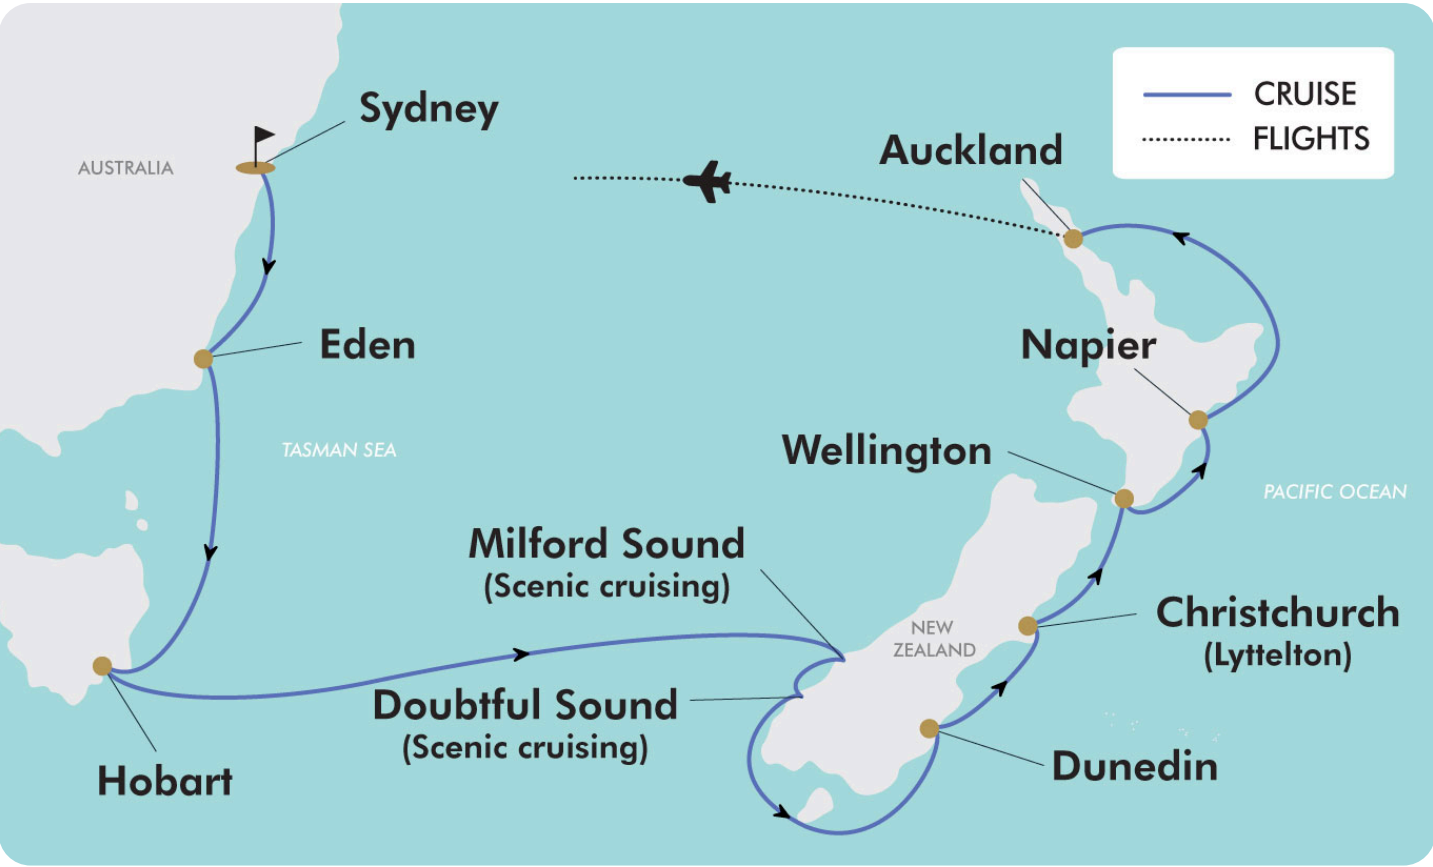 Sydney
CRUISE
FLIGHTS
Auckland
AUSTRALIA
Eden
Napier
TASMAN SEA
Wellington
PACIFIC OCEAN
Milford Sound
(Scenic cruising)
Christchurch
(Lyttelton)
NEW
ZEALAND
Doubtful Sound
(Scenic cruising)
Dunedin
Hobart